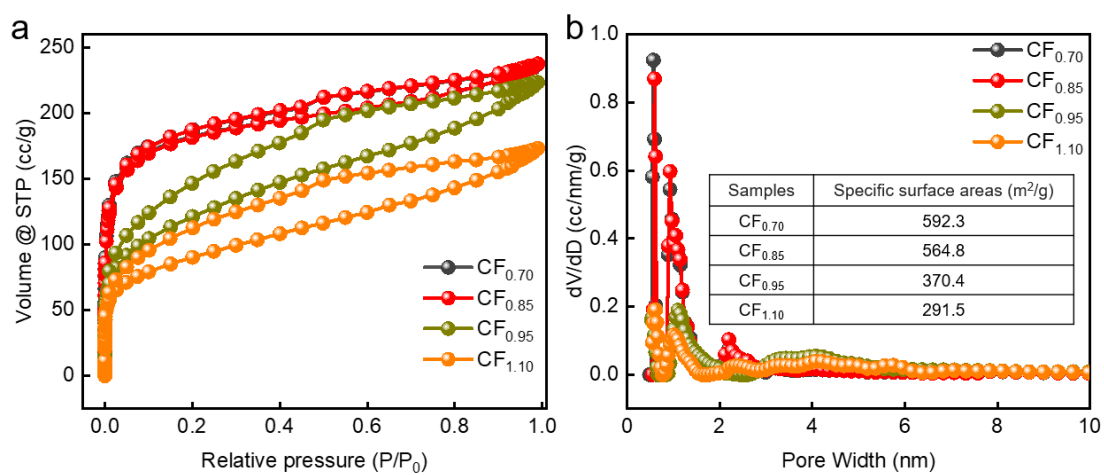 a
Volume @ STP (cc/g)
250
200
150
100
50
0
0.0 0.2 0.4 0.6 0.8 1.0
Relative pressure (P/P₀)
CF₀.₇₀
CF₀.₈₅
CF₀.₉₅
CF₁.₁₀
b
dV/dD (cc/nm/g)
1.0
0.8
0.6
0.4
0.2
0.0
0 2 4 6 8 10
Pore Width (nm)
CF₀.₇₀
CF₀.₈₅
CF₀.₉₅
CF₁.₁₀
Samples Specific surface areas (m²/g)
CF₀.₇₀ 592.3
CF₀.₈₅ 564.8
CF₀.₉₅ 370.4
CF₁.₁₀ 291.5